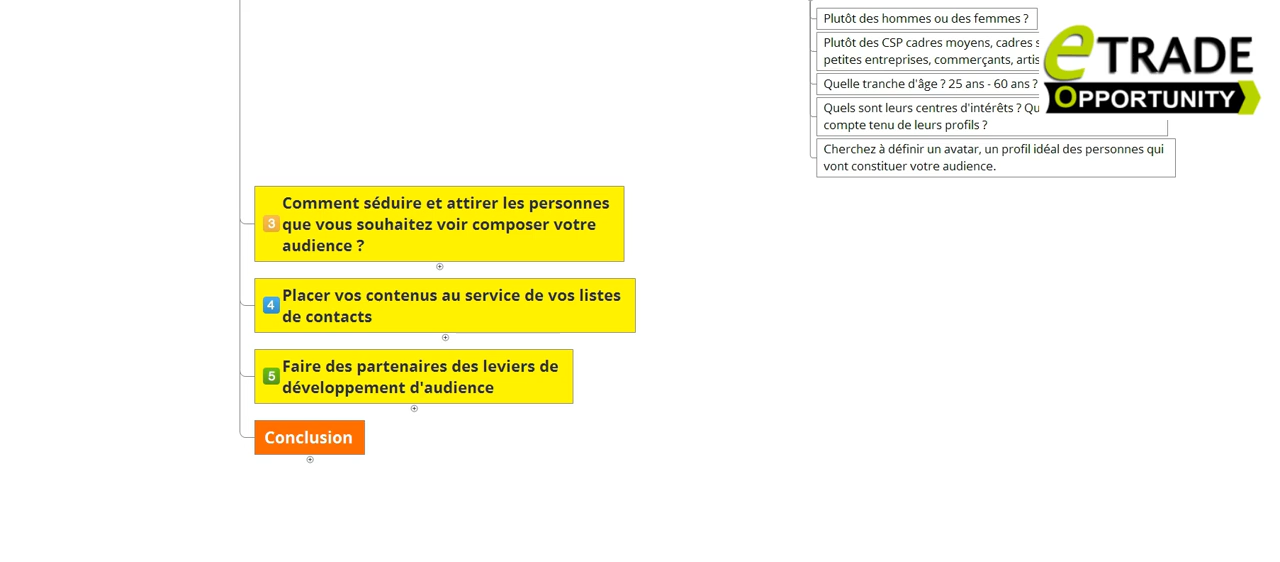 Plutôt des hommes ou des femmes ?
Plutôt des CSP cadres moyens, cadres
petites entreprises, commerçants,
Quelle tranche d'âge ? 25 ans - 60 ans ?
Quels sont leurs centres d'intérêts ?
compte tenu de leurs profils ?
Cherchez à définir un avatar, un profil idéal des personnes qui
vont constituer votre audience.
eTRADE
OPPORTUNITY
3 Comment séduire et attirer les personnes
que vous souhaitez voir composer votre
audience ?
4 Placer vos contenus au service de vos listes
de contacts
5 Faire des partenaires des leviers de
développement d'audience
Conclusion